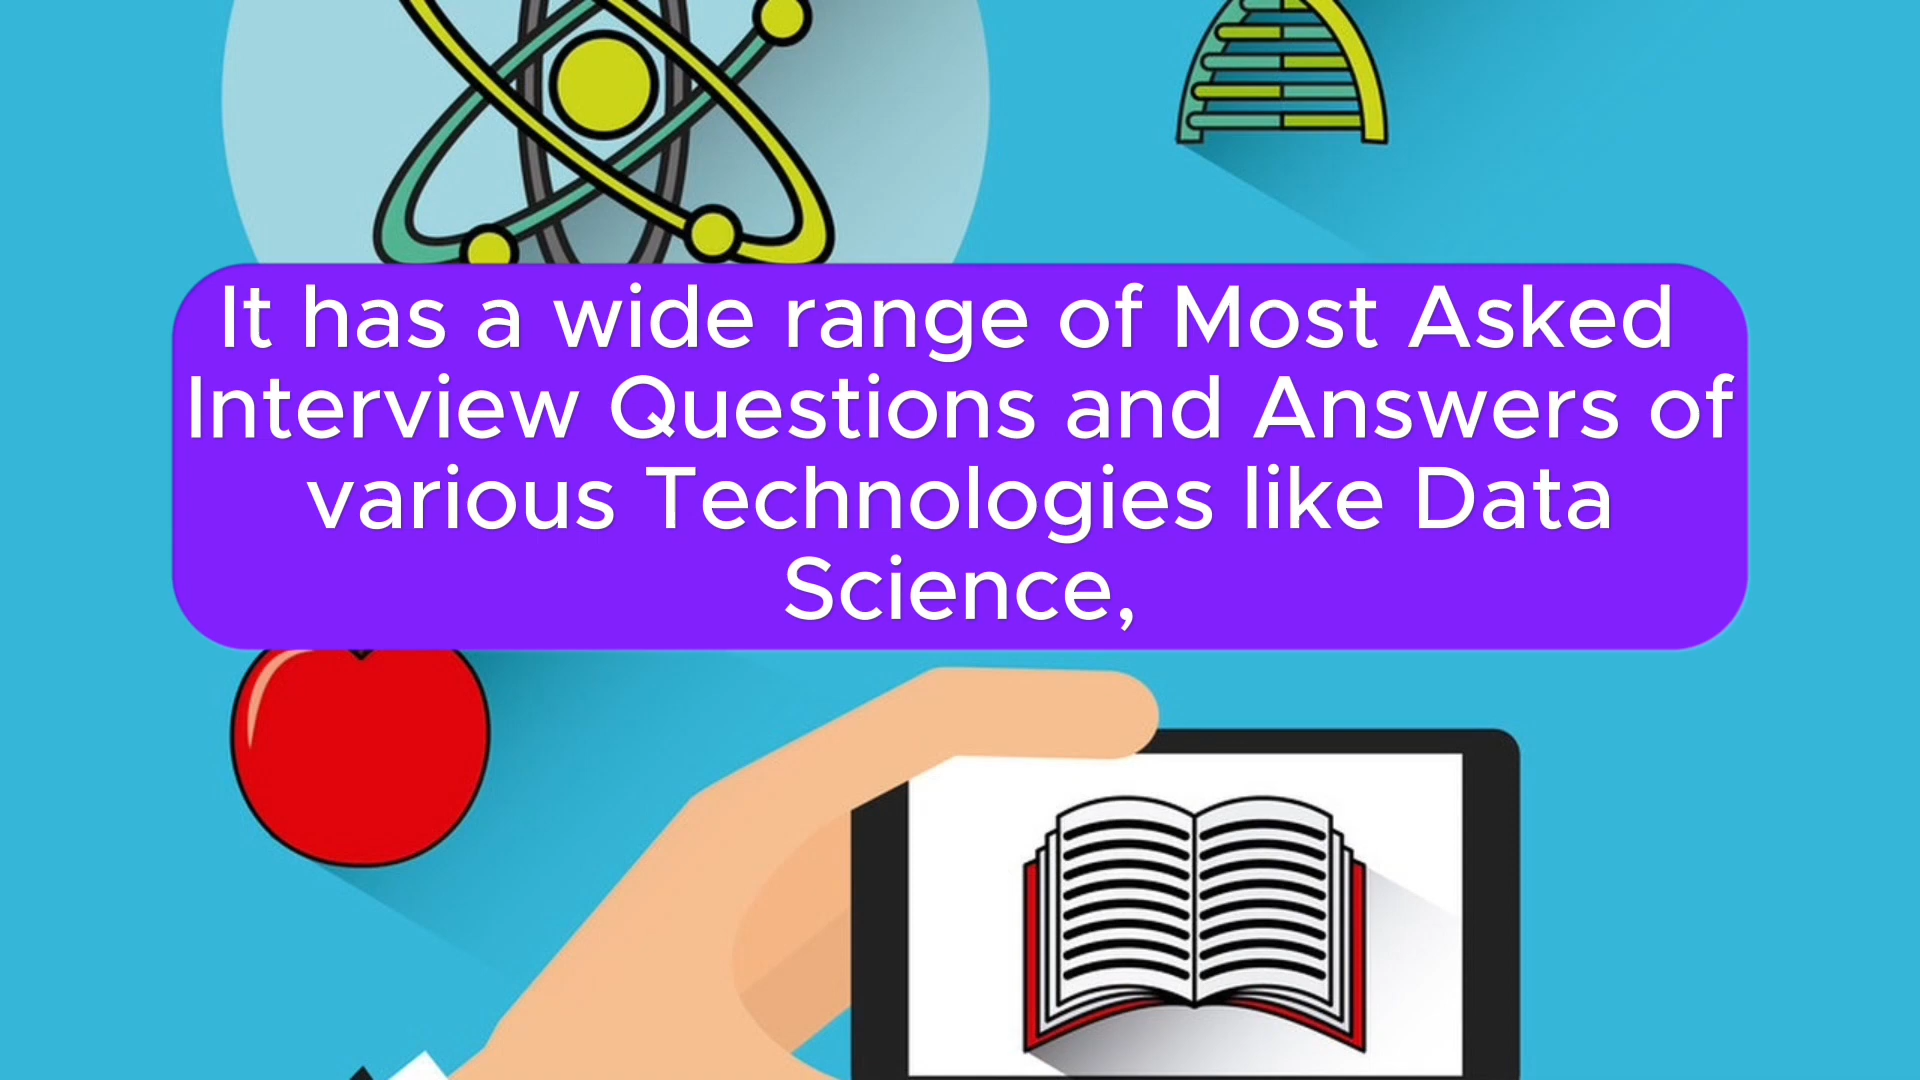 It has a wide range of Most Asked
Interview Questions and Answers of
various Technologies like Data
Science,